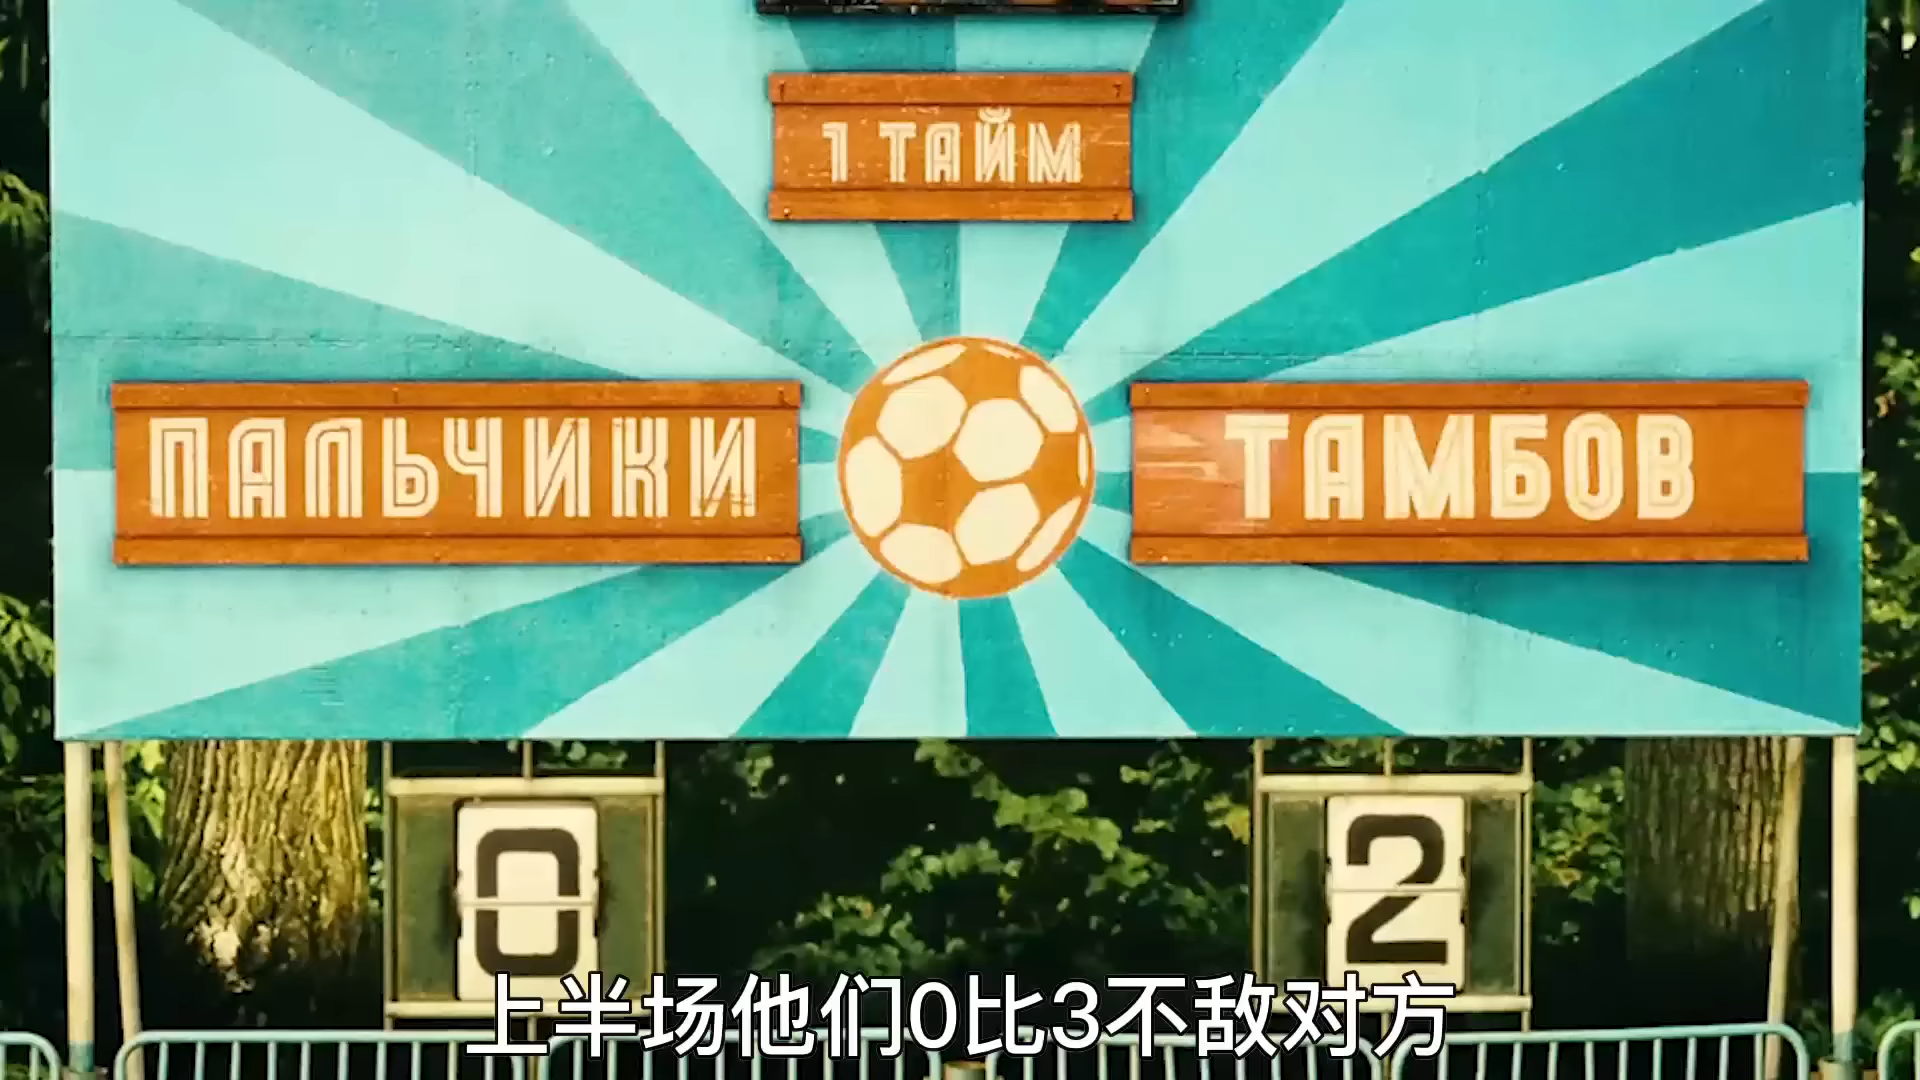 1 ТАЙМ
ПАЛЬЧИКИ
ТАМБОВ
0
2
上半场他们0比3不敌对方